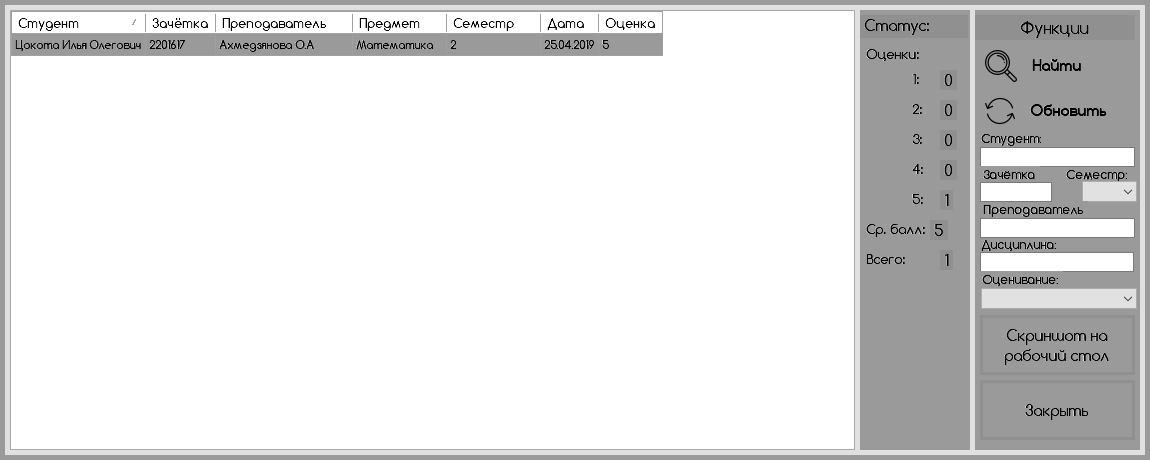 Студент Зачётка Преподаватель Предмет Семестр Дата Оценка
Цокота Илья Олегович 2201617 Ахмедзянова О.А Математика 2 25.04.2019 5
Статус:
Оценки:
1: 0
2: 0
3: 0
4: 0
5: 1
Ср. балл: 5
Всего: 1
Функции
Найти
Обновить
Студент:
Зачётка Семестр:
Преподаватель
Дисциплина:
Оценивание:
Скриншот на
рабочий стол
Закрыть